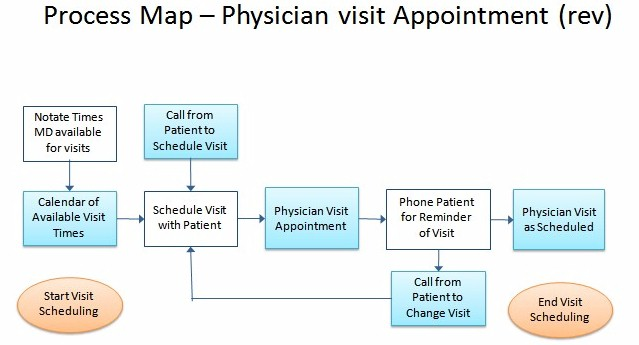 Process Map – Physician visit Appointment (rev)
Notate Times
MD available
for visits
Call from
Patient to
Schedule Visit
Calendar of
Available Visit
Times
Schedule Visit
with Patient
Physician Visit
Appointment
Phone Patient
for Reminder
of Visit
Physician Visit
as Scheduled
Start Visit
Scheduling
Call from
Patient to
Change Visit
End Visit
Scheduling